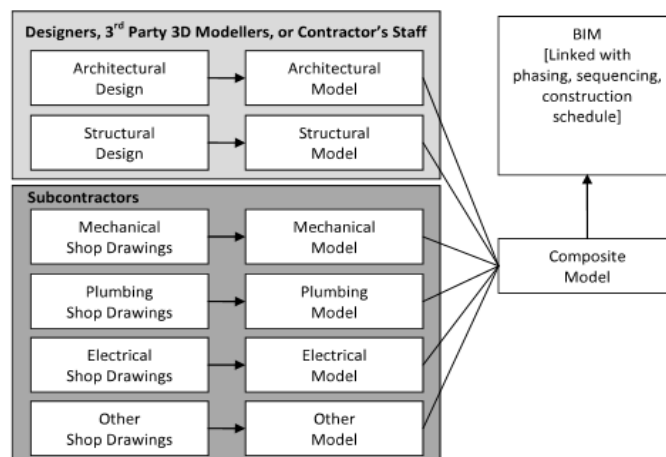 Designers, 3rd Party 3D Modellers, or Contractor's Staff
Architectural
Design
Architectural
Model
Structural
Design
Structural
Model
Subcontractors
Mechanical
Shop Drawings
Mechanical
Model
Plumbing
Shop Drawings
Plumbing
Model
Electrical
Shop Drawings
Electrical
Model
Other
Shop Drawings
Other
Model
BIM
[Linked with
phasing, sequencing,
construction
schedule]
Composite
Model